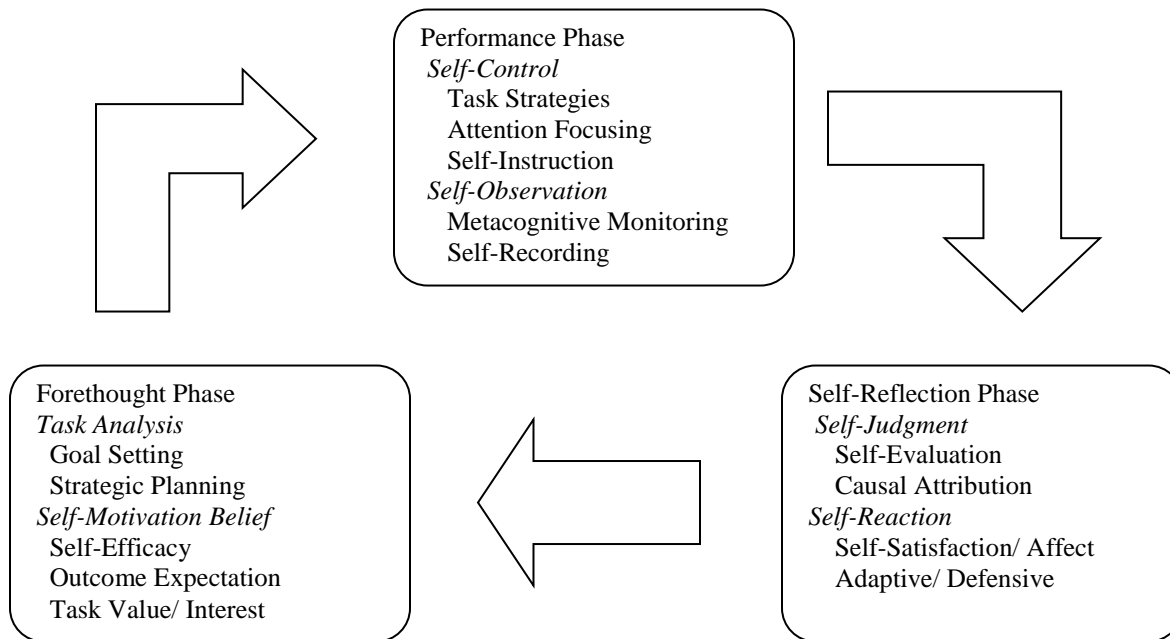 Performance Phase
Self-Control
Task Strategies
Attention Focusing
Self-Instruction
Self-Observation
Metacognitive Monitoring
Self-Recording
Forethought Phase
Task Analysis
Goal Setting
Strategic Planning
Self-Motivation Belief
Self-Efficacy
Outcome Expectation
Task Value/ Interest
Self-Reflection Phase
Self-Judgment
Self-Evaluation
Causal Attribution
Self-Reaction
Self-Satisfaction/ Affect
Adaptive/ Defensive